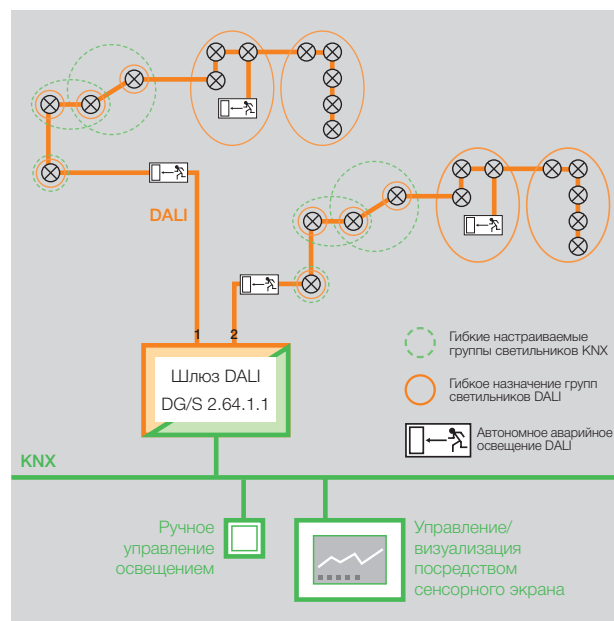 DALI
1 2
Шлюз DALI
DG/S 2.64.1.1
Гибкие настраиваемые
группы светильников KNX
Гибкое назначение групп
светильников DALI
Автономное аварийное
освещение DALI
KNX
Ручное
управление
освещением
Управление/
визуализация
посредством
сенсорного экрана